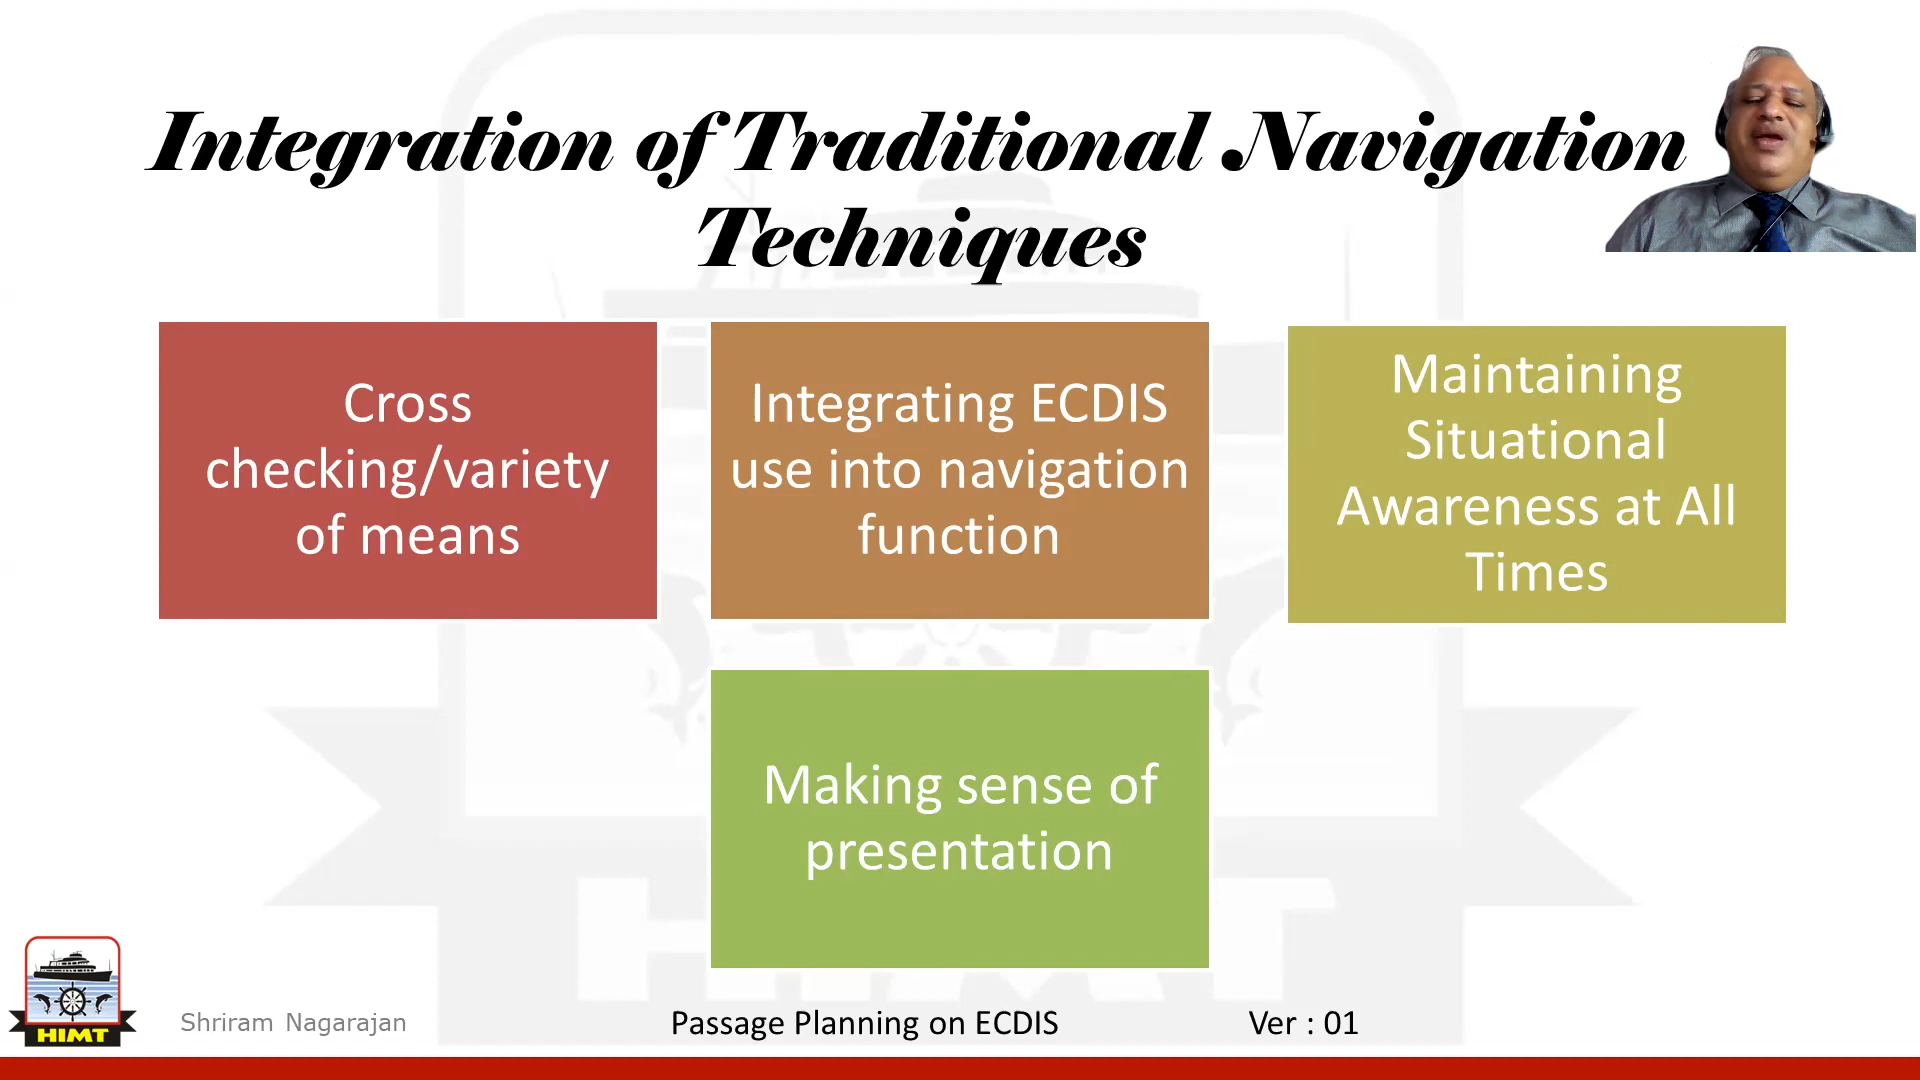 Integration of Traditional Navigation
Techniques
Cross
checking/variety
of means
Integrating ECDIS
use into navigation
function
Maintaining
Situational
Awareness at All
Times
Making sense of
presentation
HIMT
HIMT
Shriram Nagarajan
Passage Planning on ECDIS
Ver : 01